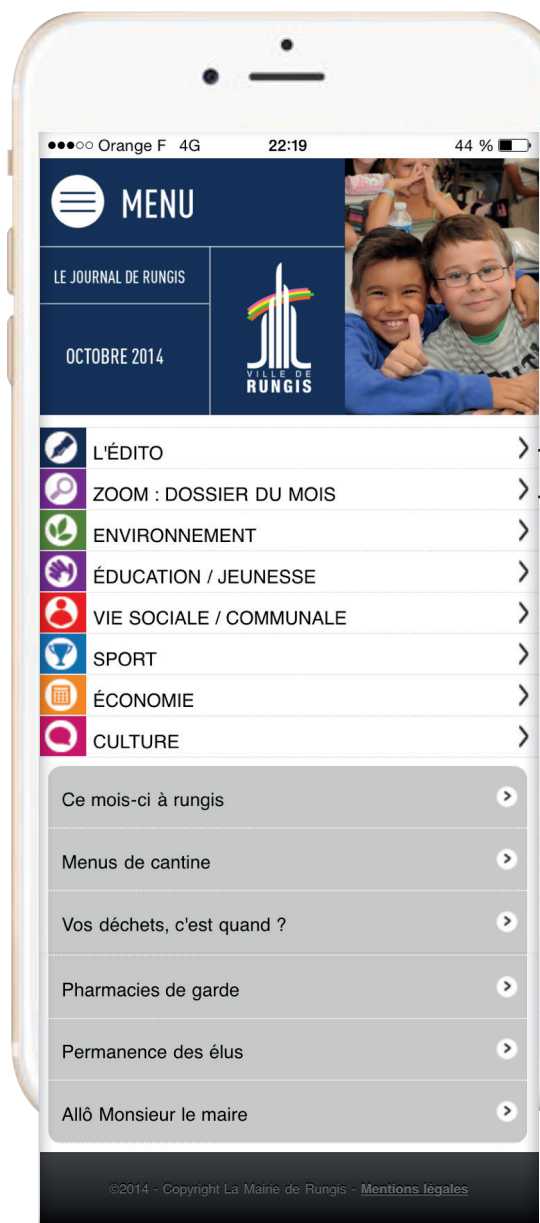 Orange F 4G 22:19 44 %
MENU
LE JOURNAL DE RUNGIS
OCTOBRE 2014
VILLE DE
RUNGIS
L'ÉDITO
ZOOM : DOSSIER DU MOIS
ENVIRONNEMENT
ÉDUCATION / JEUNESSE
VIE SOCIALE / COMMUNALE
SPORT
ÉCONOMIE
CULTURE
Ce mois-ci à rungis
Menus de cantine
Vos déchets, c'est quand ?
Pharmacies de garde
Permanence des élus
Allô Monsieur le maire
©2014 - Copyright La Mairie de Rungis - Mentions légales